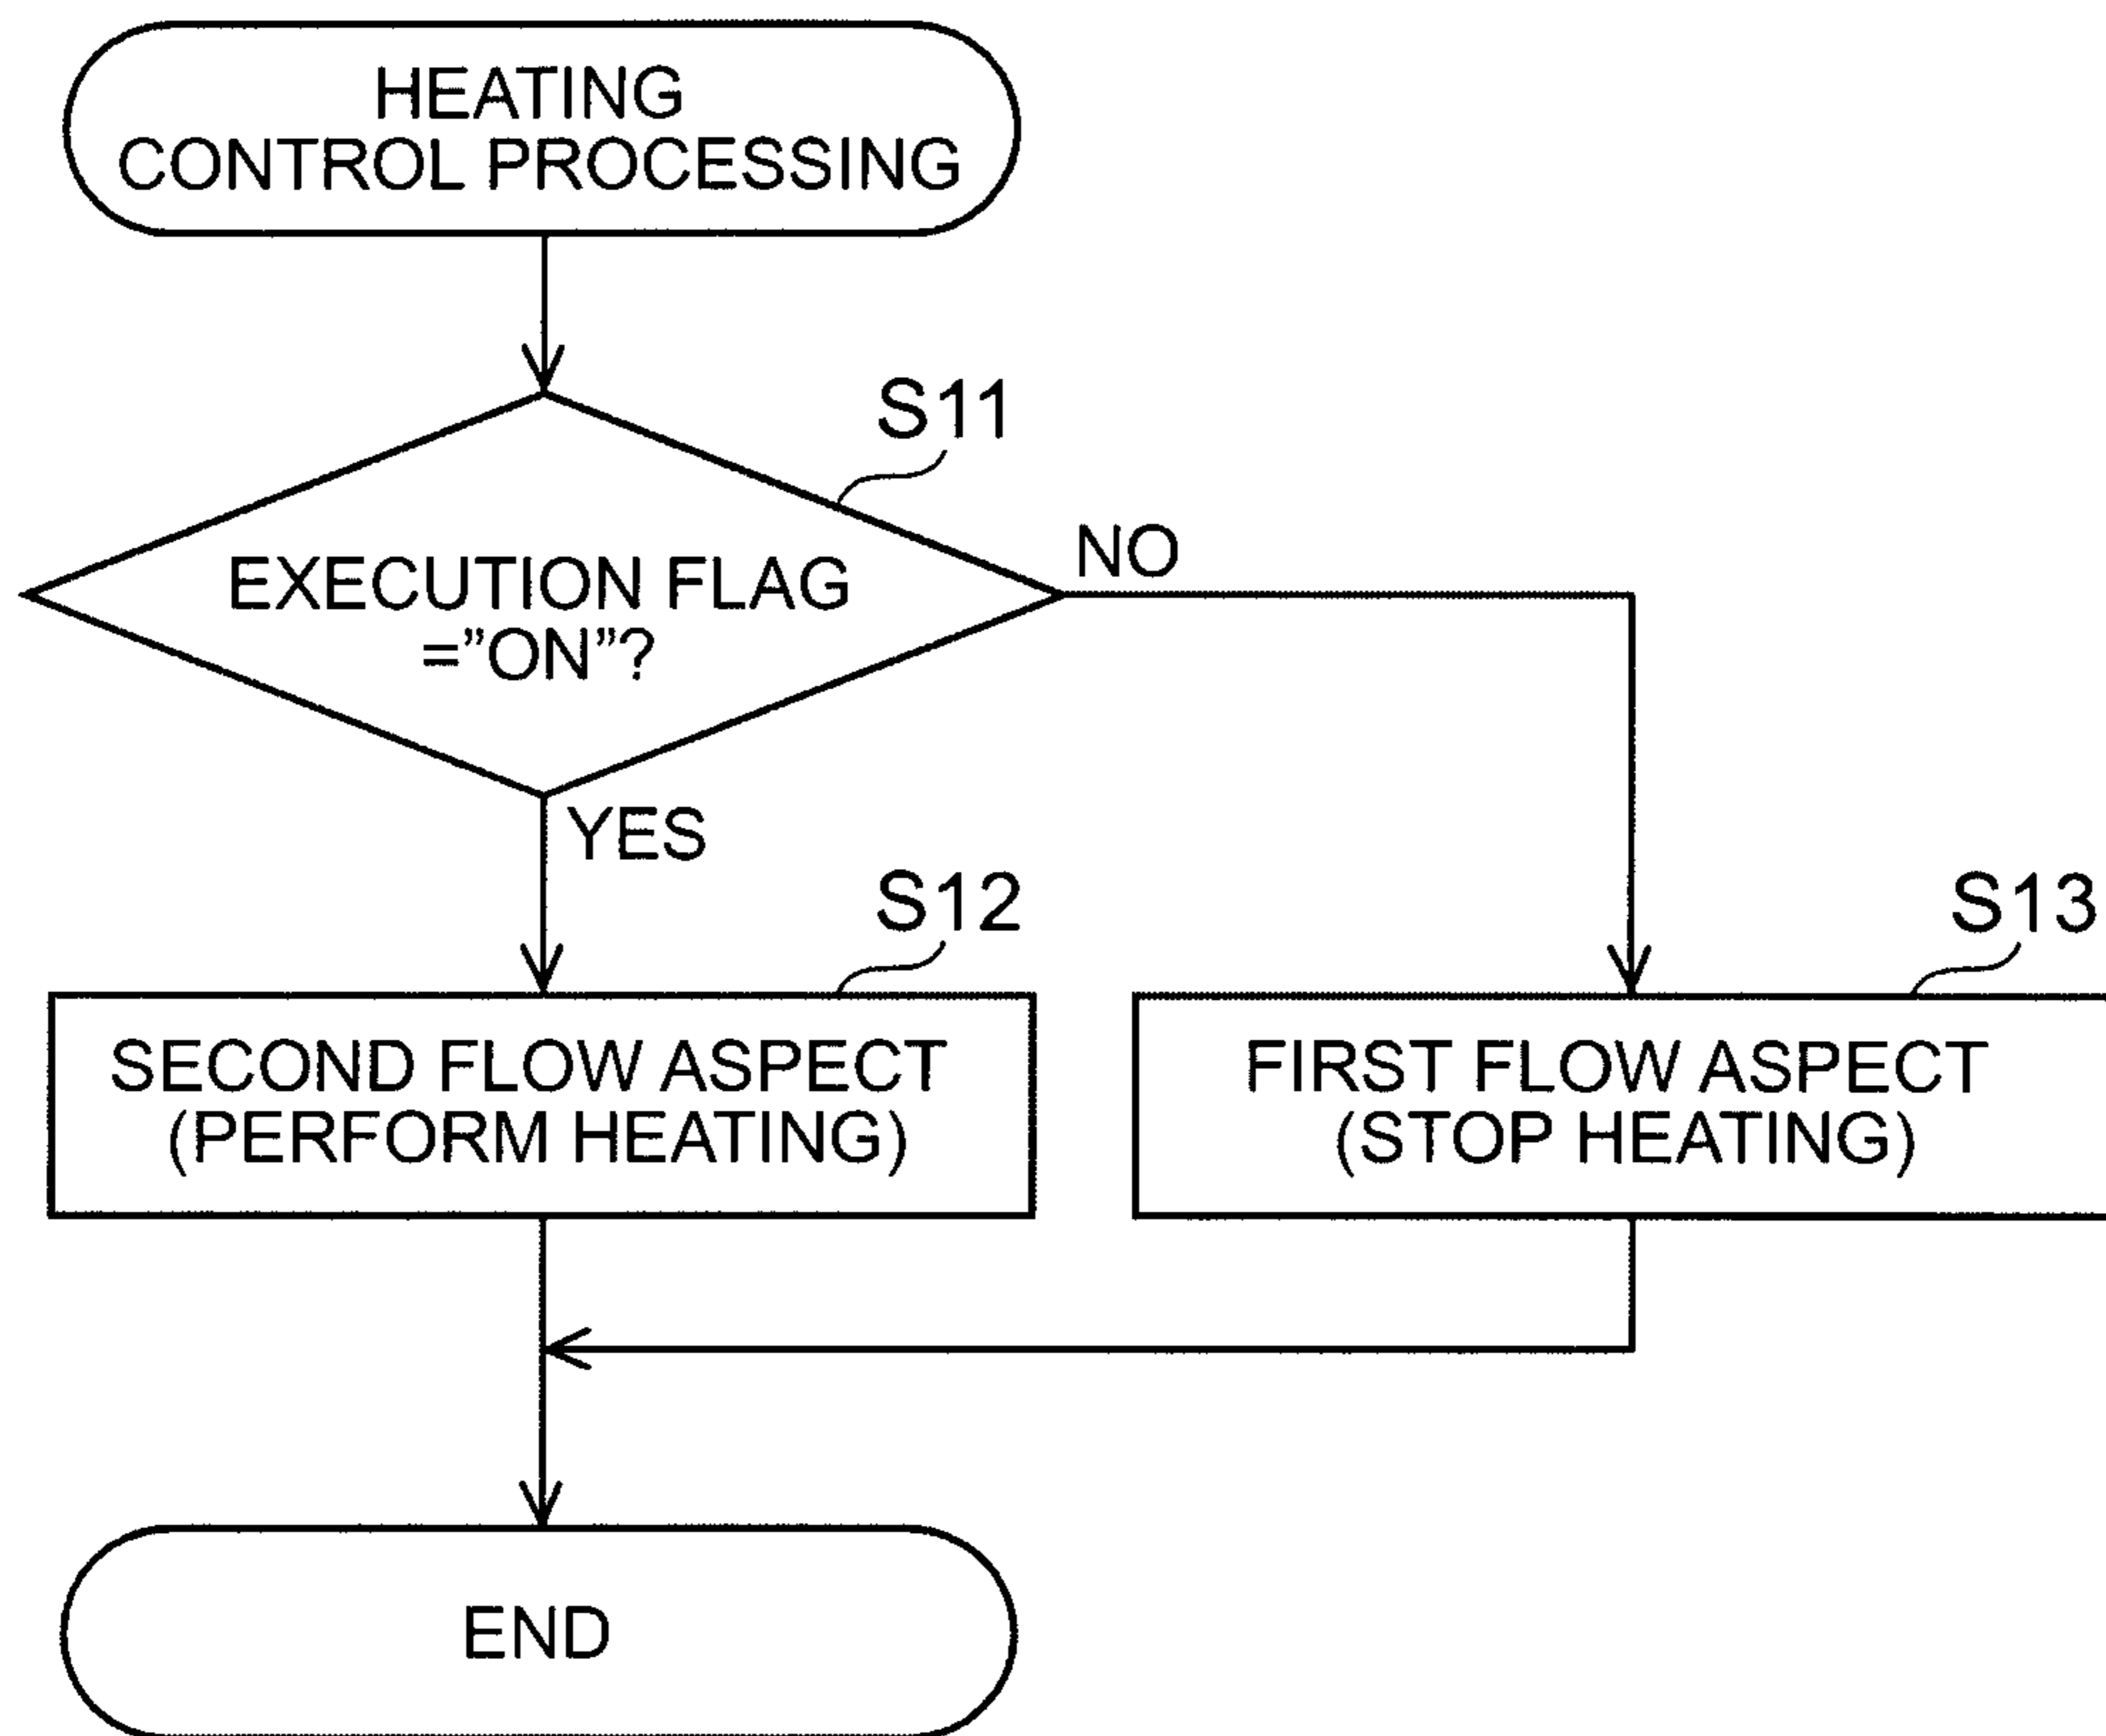 HEATING
CONTROL PROCESSING
S11
EXECUTION FLAG
=”ON”?
NO
YES
S12
S13
SECOND FLOW ASPECT
(PERFORM HEATING)
FIRST FLOW ASPECT
(STOP HEATING)
END